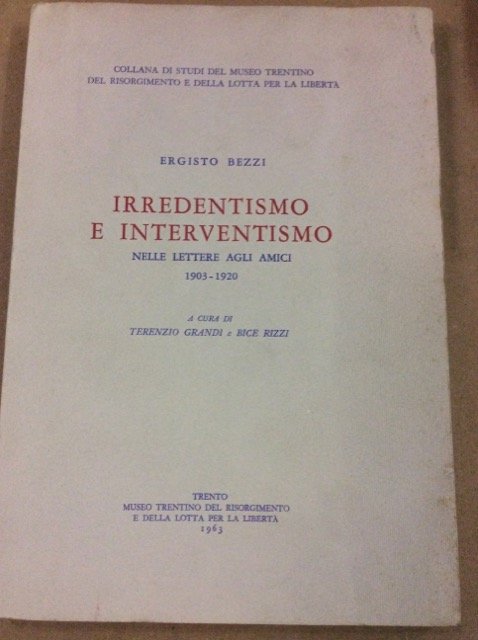 COLLANA DI STUDI DEL MUSEO TRENTINO
DEL RISORGIMENTO E DELLA LOTTA PER LA LIBERTÀ
ERGISTO BEZZI
IRREDENTISMO
E INTERVENTISMO
NELLE LETTERE AGLI AMICI
1903-1920
A CURA DI
TERENZIO GRANDI E BICE RIZZI
TRENTO
MUSEO TRENTINO DEL RISORGIMENTO
E DELLA LOTTA PER LA LIBERTÀ
1963